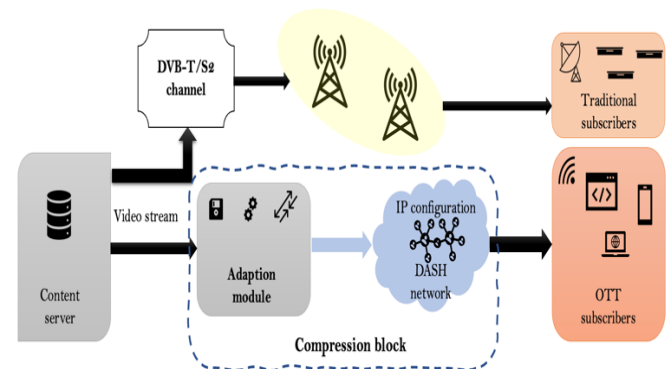 DVB-T/S2
channel
Traditional
subscribers
Video stream
Content
server
Adaption
module
IP configuration
DASH
network
Compression block
</>
OTT
subscribers